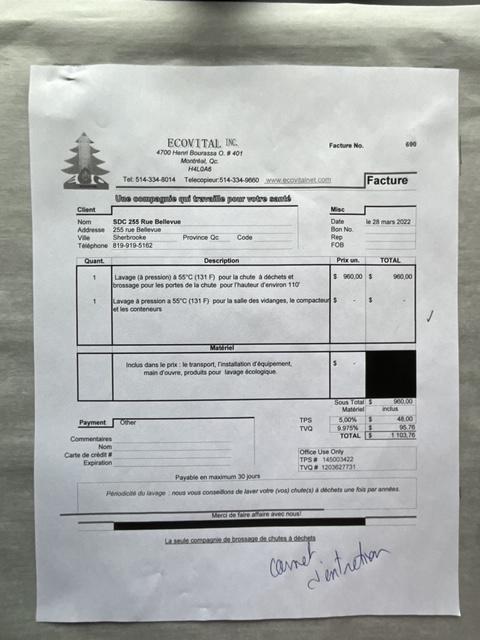 ECOVITAL INC.
4700 Henri Bourassa O. # 401
Montréal, Qc.
H4L0A6
Tel: 514-334-8014 Telecopieur:514-334-9660 www.ecovitalnet.com
Facture No. 690
Facture
Une compagnie qui travaille pour votre santé
Client
Nom SDC 255 Rue Bellevue
Addresse 255 rue Bellevue
Ville Sherbrooke Province Qc Code
Téléphone 819-919-5162
Misc
Date le 28 mars 2022
Bon No.
Rep
FOB
Quant. Description Prix un. TOTAL
1 Lavage (à pression) à 55°C (131 F) pour la chute à déchets et $ 960,00 $ 960,00
brossage pour les portes de la chute pour l'hauteur d'environ 110'
1 Lavage à pression a 55°C (131 F) pour la salle des vidanges, le compacteur $ - $ -
et les conteneurs
Matériel
Inclus dans le prix : le transport, l'installation d'équipement, $ -
main d'ouvre, produits pour lavage écologique.
Sous Total $ 960,00
Matériel inclus
TPS 5,00% $ 48,00
TVQ 9.975% $ 95,76
TOTAL $ 1 103,76
Payment Other
Commentaires
Nom
Carte de crédit #
Expiration
Office Use Only
TPS # 145003422
TVQ # 1203627731
Payable en maximum 30 jours
Périodicité du lavage : nous vous conseillons de laver votre (vos) chute(s) à déchets une fois par années.
Merci de faire affaire avec nous!
La seule compagnie de brossage de chutes à déchets
carnet
d'entretien